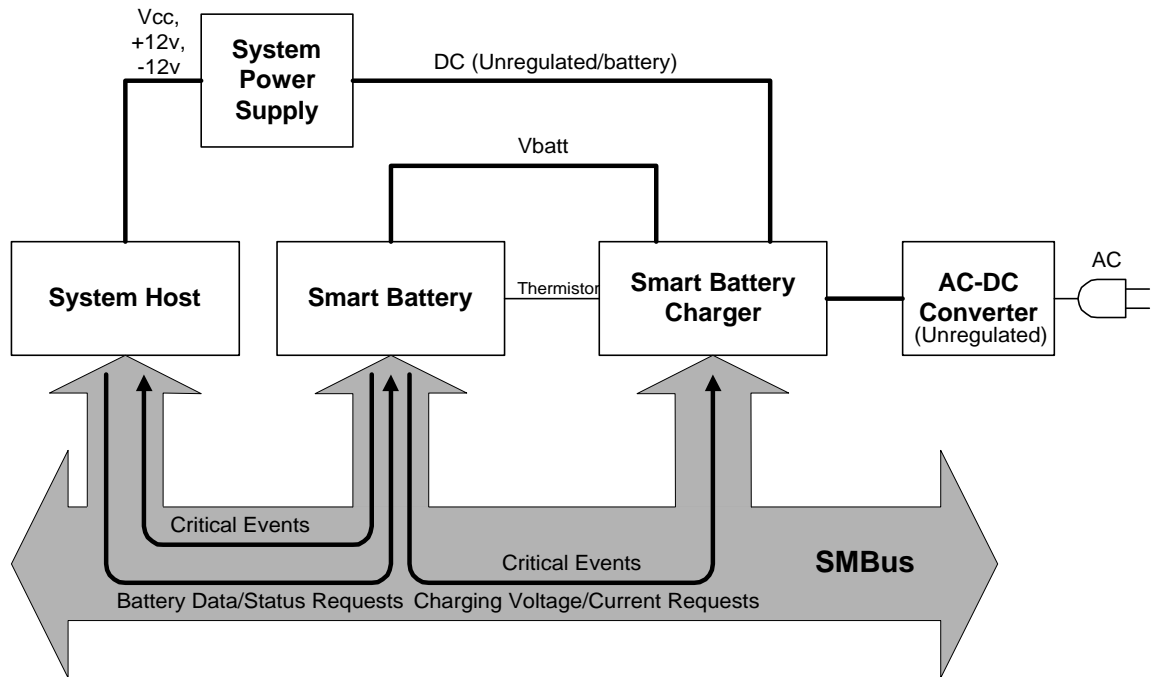 Vcc,
+12v,
-12v
System
Power
Supply
DC (Unregulated/battery)
Vbatt
System Host
Smart Battery
Thermistor
Smart Battery
Charger
AC-DC
Converter
(Unregulated)
AC
Critical Events
Critical Events
SMBus
Battery Data/Status Requests
Charging Voltage/Current Requests